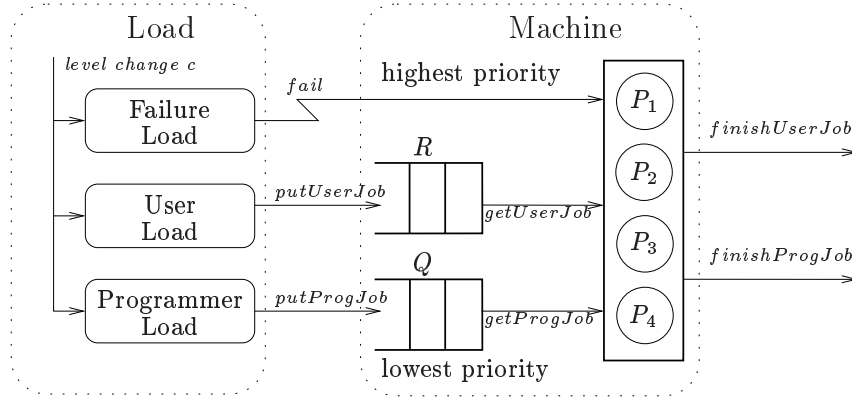 Load
Machine
level change c
fail
highest priority
Failure
Load
P1
finishUserJob
R
User
Load
putUserJob
getUserJob
P2
P3
Q
finishProgJob
Programmer
Load
putProgJob
getProgJob
P4
lowest priority